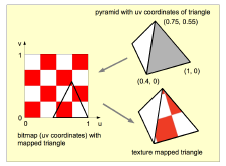 pyramid with uv coordinates of triangle
(0.75, 0.55)
v
1
(1, 0)
(0.4, 0)
0
0
1
u
bitmap (uv coordinates) with
mapped triangle
texture mapped triangle